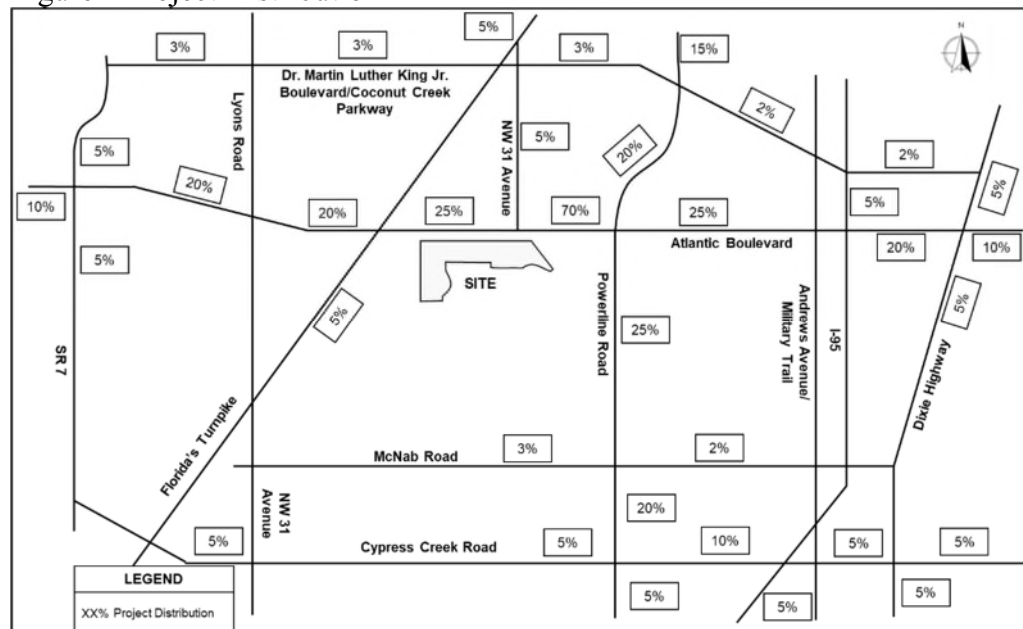 Figure Project Distribution
5%
N
3%
3%
3%
15%
Dr. Martin Luther King Jr.
Boulevard/Coconut Creek
Parkway
Lyons Road
NW 31 Avenue
2%
5%
5%
20%
2%
5%
20%
10%
20%
25%
70%
25%
5%
Atlantic Boulevard
20%
10%
5%
SITE
5%
5%
Powerline Road
25%
Andrews Avenue/
Military Trail
I-95
Dixie Highway
SR 7
Florida's Turnpike
McNab Road
3%
2%
NW 31
Avenue
20%
5%
Cypress Creek Road
5%
10%
5%
5%
LEGEND
XX% Project Distribution
5%
5%
5%